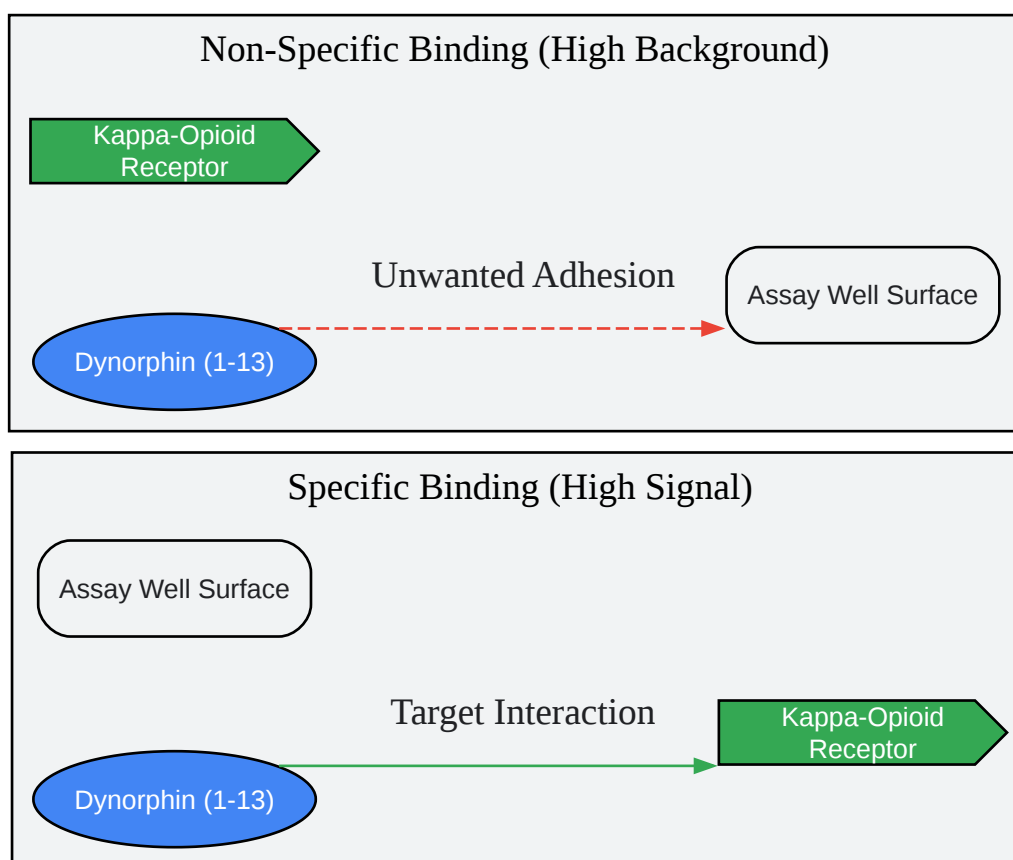 Non-Specific Binding (High Background)
Kappa-Opioid
Receptor
Unwanted Adhesion
Assay Well Surface
Dynorphin (1-13)
Specific Binding (High Signal)
Assay Well Surface
Target Interaction
Kappa-Opioid
Receptor
Dynorphin (1-13)